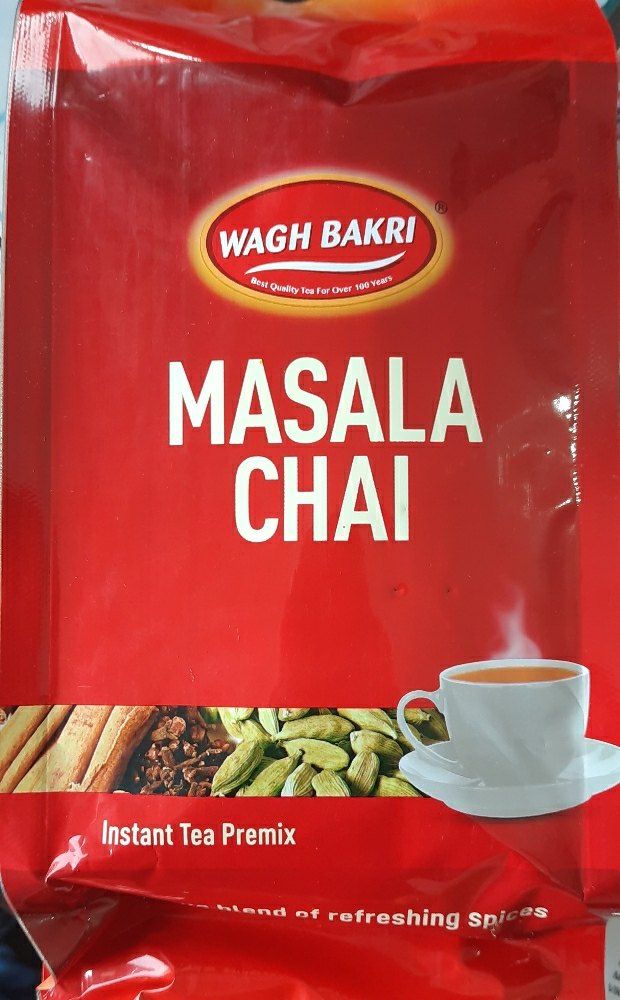 WAGH BAKRI
®
Best Quality Tea For Over 100 Years
MASALA
CHAI
Instant Tea Premix
blend of refreshing Spices